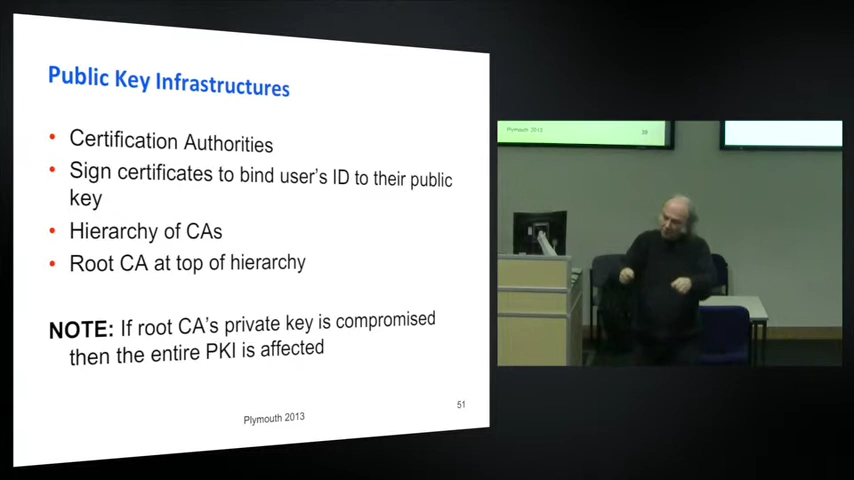 Public Key Infrastructures
• Certification Authorities
• Sign certificates to bind user's ID to their public
key
• Hierarchy of CAs
• Root CA at top of hierarchy
NOTE: If root CA's private key is compromised
then the entire PKI is affected
Plymouth 2013
51
Plymouth 2013
39